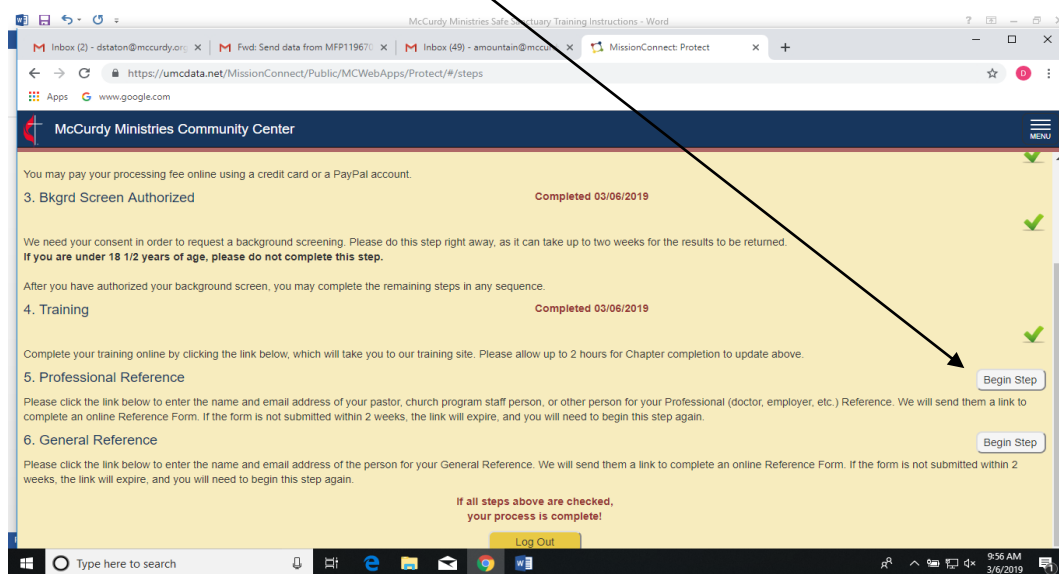 McCurdy Ministries Safe Sanctuary Training Instructions - Word
Inbox (2) - dstaton@mccurdy.org
Fwd: Send data from MFP119670
Inbox (49) - amountain@mccur
MissionConnect: Protect
https://umcdata.net/MissionConnect/Public/MCWebApps/Protect/#/steps
D
Apps
G www.google.com
McCurdy Ministries Community Center
MENU
You may pay your processing fee online using a credit card or a PayPal account.
3. Bkgrd Screen Authorized
Completed 03/06/2019
We need your consent in order to request a background screening. Please do this step right away, as it can take up to two weeks for the results to be returned.
If you are under 18 1/2 years of age, please do not complete this step.
After you have authorized your background screen, you may complete the remaining steps in any sequence.
4. Training
Completed 03/06/2019
Complete your training online by clicking the link below, which will take you to our training site. Please allow up to 2 hours for Chapter completion to update above.
5. Professional Reference
Begin Step
Please click the link below to enter the name and email address of your pastor, church program staff person, or other person for your Professional (doctor, employer, etc.) Reference. We will send them a link to
complete an online Reference Form. If the form is not submitted within 2 weeks, the link will expire, and you will need to begin this step again.
6. General Reference
Begin Step
Please click the link below to enter the name and email address of the person for your General Reference. We will send them a link to complete an online Reference Form. If the form is not submitted within 2
weeks, the link will expire, and you will need to begin this step again.
If all steps above are checked,
your process is complete!
Log Out
Type here to search
9:56 AM
3/6/2019